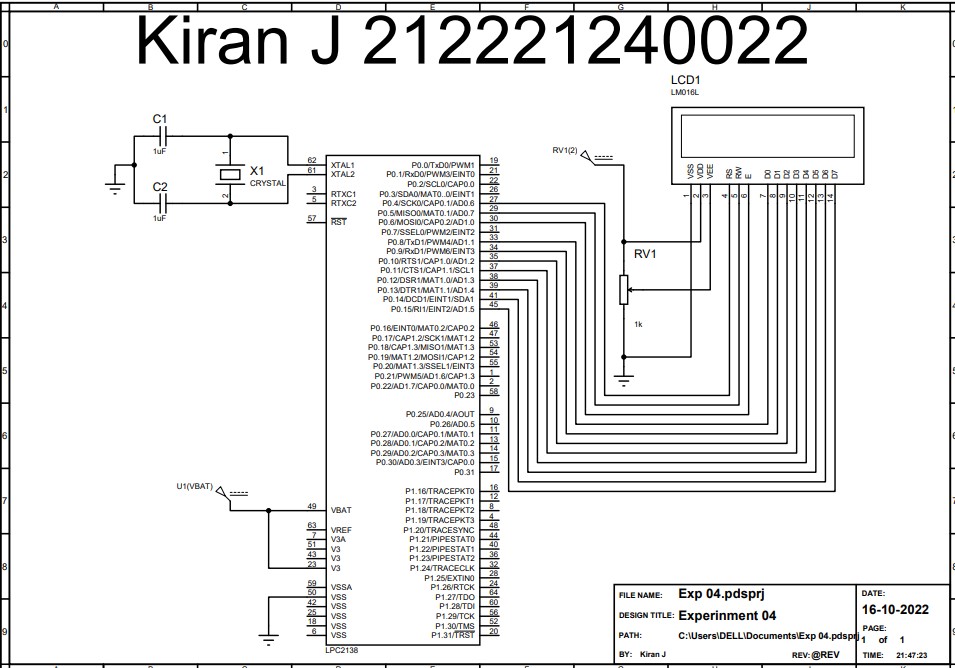 A B C D E F G H J K
Kiran J 212221240022
0
LCD1
LM016L
1
C1
1uF
RV1(2)
X1
CRYSTAL
1
2
C2
1uF
VSS VDD VEE RS RW E D0 D1 D2 D3 D4 D5 D6 D7
1 2 3 4 5 6 7 8 9 10 11 12 13 14
2
62 XTAL1 P0.0/TxD0/PWM1 19
61 XTAL2 P0.1/RxD0/PWM3/EINT0 21
P0.2/SCL0/CAP0.0 22
3 RTXC1 P0.3/SDA0/MAT0.0/EINT1 26
5 RTXC2 P0.4/SCK0/CAP0.1/AD0.6 27
P0.5/MISO0/MAT0.1/AD0.7 29
57 RST P0.6/MOSI0/CAP0.2/AD1.0 30
P0.7/SSEL0/PWM2/EINT2 31
3
P0.8/TxD1/PWM4/AD1.1 33
P0.9/RxD1/PWM6/EINT3 34
RV1
P0.10/RTS1/CAP1.0/AD1.2 35
P0.11/CTS1/CAP1.1/SCL1 37
P0.12/DSR1/MAT1.0/AD1.3 38
P0.13/DTR1/MAT1.1/AD1.4 39
P0.14/DCD1/EINT1/SDA1 41
4
P0.15/RI1/EINT2/AD1.5 45
1k
P0.16/EINT0/MAT0.2/CAP0.2 46
P0.17/CAP1.2/SCK1/MAT1.2 47
P0.18/CAP1.3/MISO1/MAT1.3 53
P0.19/MAT1.2/MOSI1/CAP1.2 54
P0.20/MAT1.3/SSEL1/EINT3 55
5
P0.21/PWM5/AD1.6/CAP1.3 1
P0.22/AD1.7/CAP0.0/MAT0.0 2
P0.23 58
P0.25/AD0.4/AOUT 9
P0.26/AD0.5 10
6
P0.27/AD0.0/CAP0.1/MAT0.1 11
P0.28/AD0.1/CAP0.2/MAT0.2 13
P0.29/AD0.2/CAP0.3/MAT0.3 14
P0.30/AD0.3/EINT3/CAP0.0 15
P0.31 17
U1(VBAT)
P1.16/TRACEPKT0 16
7
P1.17/TRACEPKT1 12
49 VBAT P1.18/TRACEPKT2 8
P1.19/TRACEPKT3 4
63 VREF P1.20/TRACESYNC 48
7 V3A P1.21/PIPESTAT0 44
51 V3 P1.22/PIPESTAT1 40
43 V3 P1.23/PIPESTAT2 36
23 V3 P1.24/TRACECLK 32
8
P1.25/EXTIN0 28
59 VSSA P1.26/RTCK 24
50 VSS P1.27/TDO 64
42 VSS P1.28/TDI 60
25 VSS P1.29/TCK 56
18 VSS P1.30/TMS 52
6 VSS P1.31/TRST 20
9
LPC2138
FILE NAME: Exp 04.pdsprj
DESIGN TITLE: Experinment 04
PATH: C:\Users\DELL\Documents\Exp 04.pdsprj
BY: Kiran J REV:@REV
DATE:
16-10-2022
PAGE:
1 of 1
TIME: 21:47:23